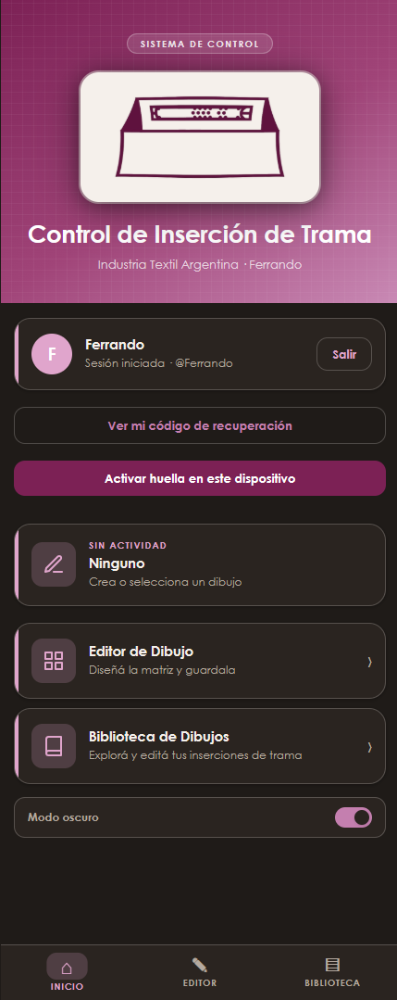 SISTEMA DE CONTROL
Control de Inserción de Trama
Industria Textil Argentina · Ferrando
F
Ferrando
Sesión iniciada · @Ferrando
Salir
Ver mi código de recuperación
Activar huella en este dispositivo
SIN ACTIVIDAD
Ninguno
Crea o selecciona un dibujo
Editor de Dibujo
Diseñá la matriz y guardala
Biblioteca de Dibujos
Explorá y editá tus inserciones de trama
Modo oscuro
INICIO
EDITOR
BIBLIOTECA